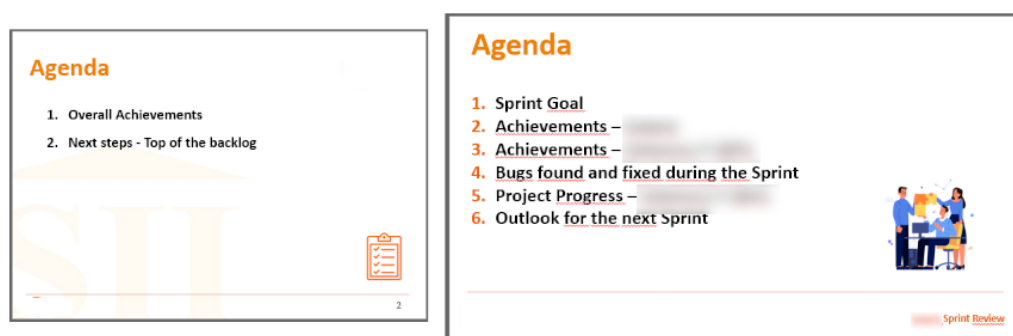 Agenda
1. Overall Achievements
2. Next steps - Top of the backlog
SII
2
Agenda
1. Sprint Goal
2. Achievements –
3. Achievements –
4. Bugs found and fixed during the Sprint
5. Project Progress –
6. Outlook for the next Sprint
Sprint Review